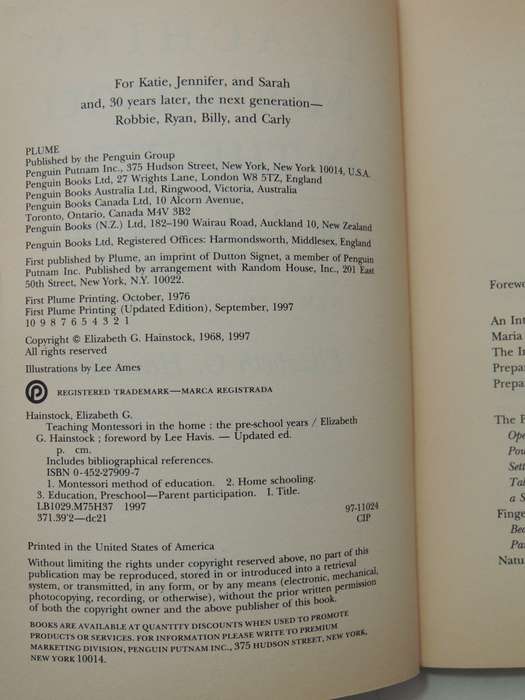 For Katie, Jennifer, and Sarah
and, 30 years later, the next generation—
Robbie, Ryan, Billy, and Carly
PLUME
Published by the Penguin Group
Penguin Putnam Inc., 375 Hudson Street, New York, New York 10014, U.S.A.
Penguin Books Ltd, 27 Wrights Lane, London W8 5TZ, England
Penguin Books Australia Ltd, Ringwood, Victoria, Australia
Penguin Books Canada Ltd, 10 Alcorn Avenue,
Toronto, Ontario, Canada M4V 3B2
Penguin Books (N.Z.) Ltd, 182–190 Wairau Road, Auckland 10, New Zealand
Penguin Books Ltd, Registered Offices: Harmondsworth, Middlesex, England
First published by Plume, an imprint of Dutton Signet, a member of Penguin
Putnam Inc. Published by arrangement with Random House, Inc., 201 East
50th Street, New York, N.Y. 10022.
First Plume Printing, October, 1976
First Plume Printing (Updated Edition), September, 1997
10 9 8 7 6 5 4 3 2 1
Copyright © Elizabeth G. Hainstock, 1968, 1997
All rights reserved
Illustrations by Lee Ames
REGISTERED TRADEMARK—MARCA REGISTRADA
Hainstock, Elizabeth G.
Teaching Montessori in the home : the pre-school years / Elizabeth
G. Hainstock ; foreword by Lee Havis. — Updated ed.
p. cm.
Includes bibliographical references.
ISBN 0-452-27909-7
1. Montessori method of education. 2. Home schooling.
3. Education, Preschool—Parent participation. I. Title.
LB1029.M75H37 1997
371.39'2—dc21 97-11024
CIP
Printed in the United States of America
Without limiting the rights under copyright reserved above, no part of this
publication may be reproduced, stored in or introduced into a retrieval
system, or transmitted, in any form, or by any means (electronic, mechanical,
photocopying, recording, or otherwise), without the prior written permission
of both the copyright owner and the above publisher of this book.
BOOKS ARE AVAILABLE AT QUANTITY DISCOUNTS WHEN USED TO PROMOTE
PRODUCTS OR SERVICES. FOR INFORMATION PLEASE WRITE TO PREMIUM
MARKETING DIVISION, PENGUIN PUTNAM INC., 375 HUDSON STREET, NEW YORK,
NEW YORK 10014.
Forewo
An Int
Maria
The In
Prepar
Prepa
The P
Ope
Pou
Sett
Tal
a S
Finge
Bea
Pa
Natu